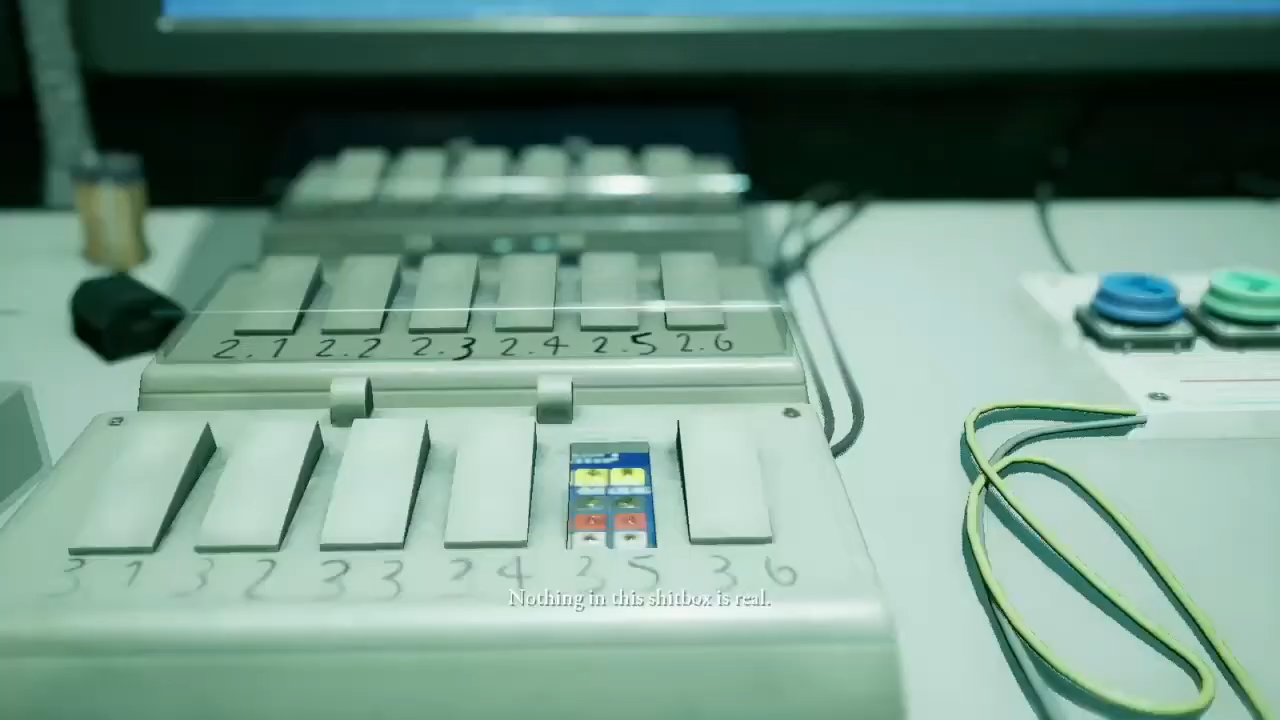 2.1 2.2 2.3 2.4 2.5 2.6
3 1 3 2 3 3 3 4 3 5 3 6
Nothing in this shitbox is real.